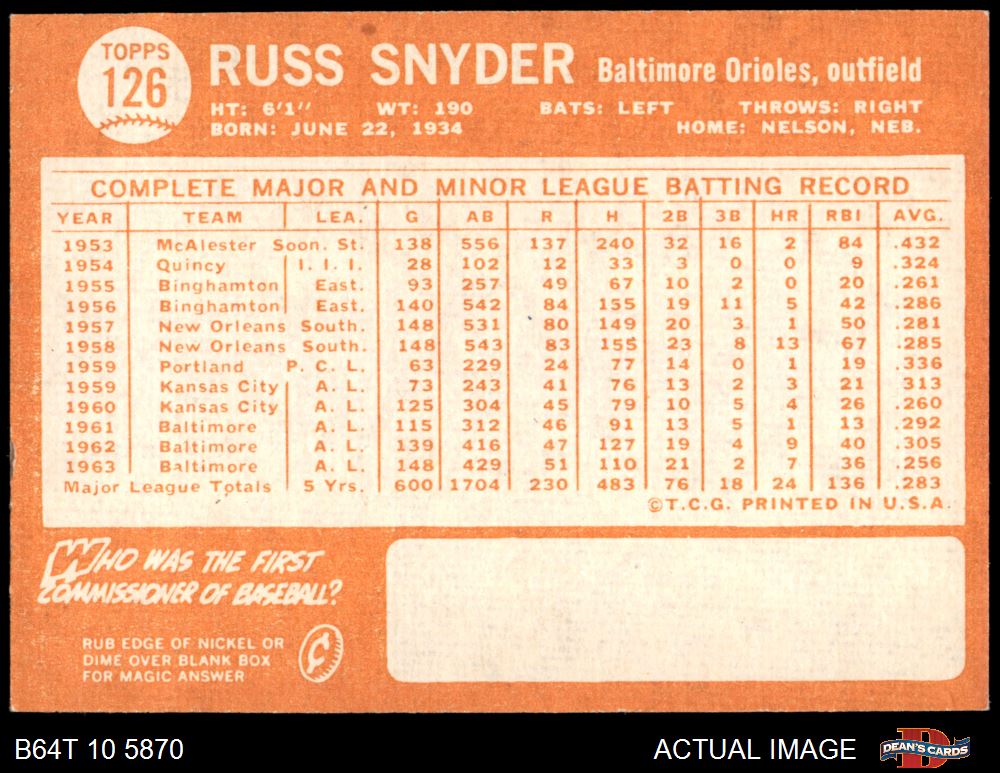 TOPPS
126
RUSS SNYDER Baltimore Orioles, outfield
HT: 6'1" WT: 190 BATS: LEFT THROWS: RIGHT
BORN: JUNE 22, 1934 HOME: NELSON, NEB.
COMPLETE MAJOR AND MINOR LEAGUE BATTING RECORD
YEAR TEAM LEA. G AB R H 2B 3B HR RBI AVG.
1953 McAlester Soon. St. 138 556 137 240 32 16 2 84 .432
1954 Quincy I. I. I. 28 102 12 33 3 0 0 9 .324
1955 Binghamton East. 93 257 49 67 10 2 0 20 .261
1956 Binghamton East. 140 542 84 155 19 11 5 42 .286
1957 New Orleans South. 148 531 80 149 20 3 1 50 .281
1958 New Orleans South. 148 543 83 155 23 8 13 67 .285
1959 Portland P. C. L. 63 229 24 77 14 0 1 19 .336
1959 Kansas City A. L. 73 243 41 76 13 2 3 21 313
1960 Kansas City A. L. 125 304 45 79 10 5 4 26 .260
1961 Baltimore A. L. 115 312 46 91 13 5 1 13 .292
1962 Baltimore A. L. 139 416 47 127 19 4 9 40 .305
1963 Baltimore A. L. 148 429 51 110 21 2 7 36 .256
Major League Totals 5 Yrs. 600 1704 230 483 76 18 24 136 .283
©T.C.G. PRINTED IN U.S.A.
WHO WAS THE FIRST
COMMISSIONER OF BASEBALL?
RUB EDGE OF NICKEL OR
DIME OVER BLANK BOX
FOR MAGIC ANSWER
¢
B64T 10 5870 ACTUAL IMAGE DEAN'S CARDS